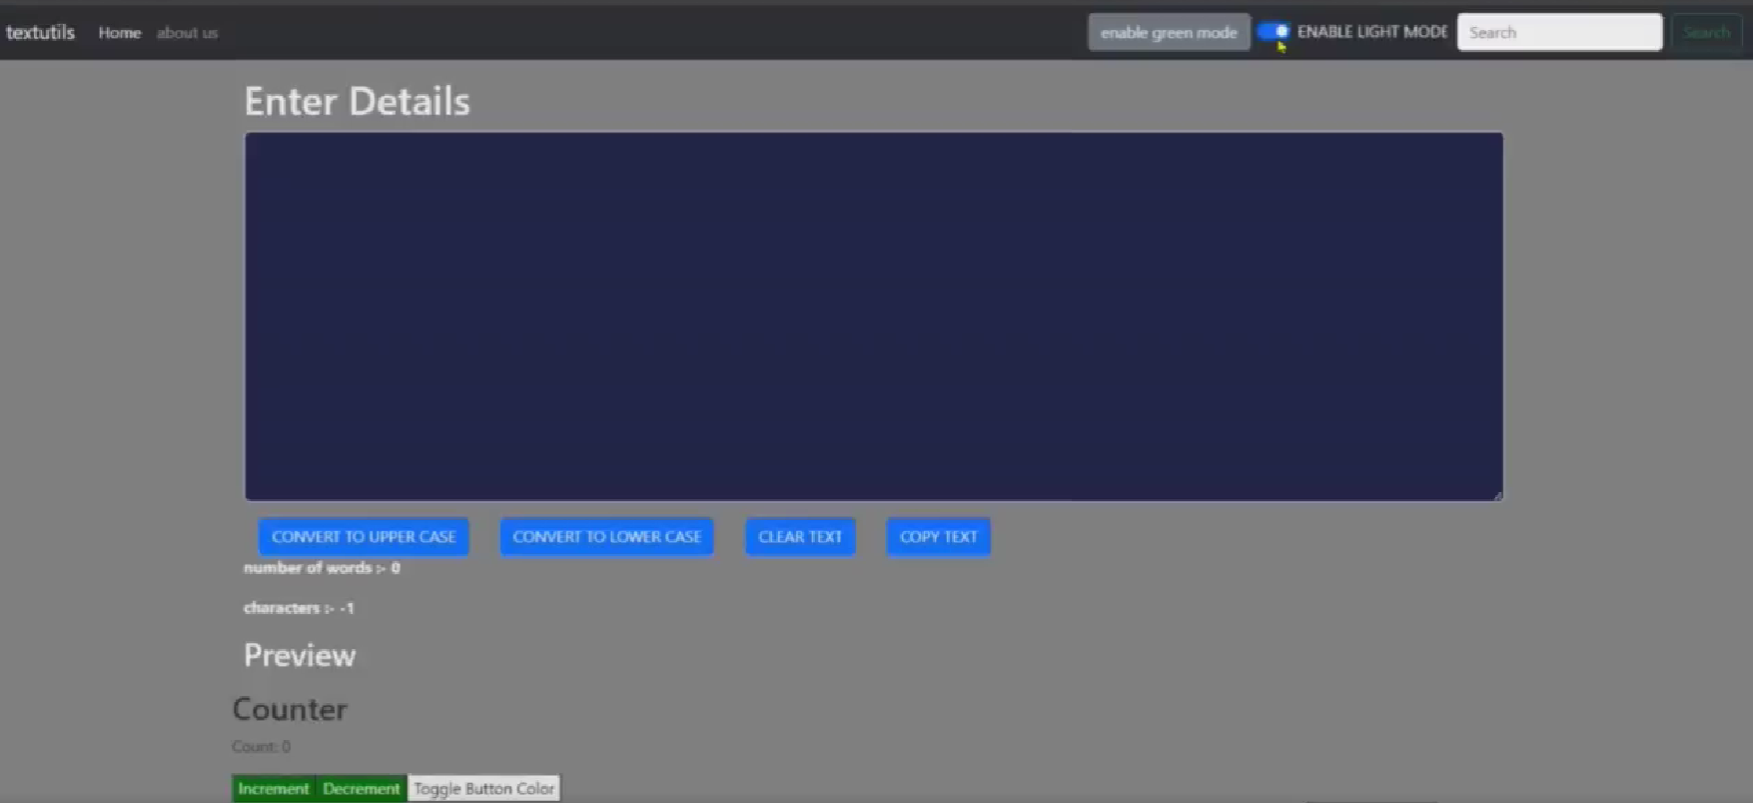 textutils Home about us enable green mode ENABLE LIGHT MODE Search Search
Enter Details
CONVERT TO UPPER CASE CONVERT TO LOWER CASE CLEAR TEXT COPY TEXT
number of words :- 0
characters :- -1
Preview
Counter
Count: 0
Increment Decrement Toggle Button Color